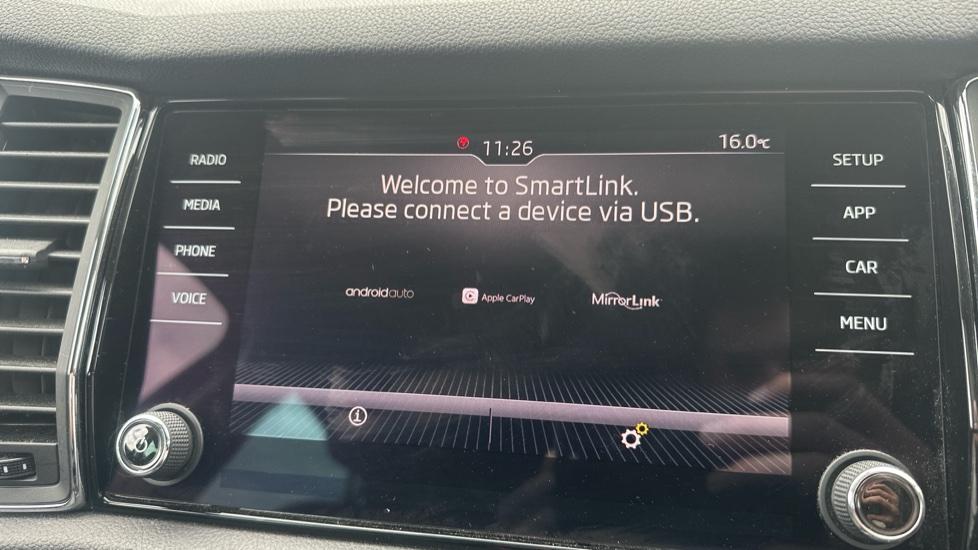 RADIO
MEDIA
PHONE
VOICE
11:26
16.0°C
Welcome to SmartLink.
Please connect a device via USB.
androidauto
Apple CarPlay
MirrorLink
SETUP
APP
CAR
MENU